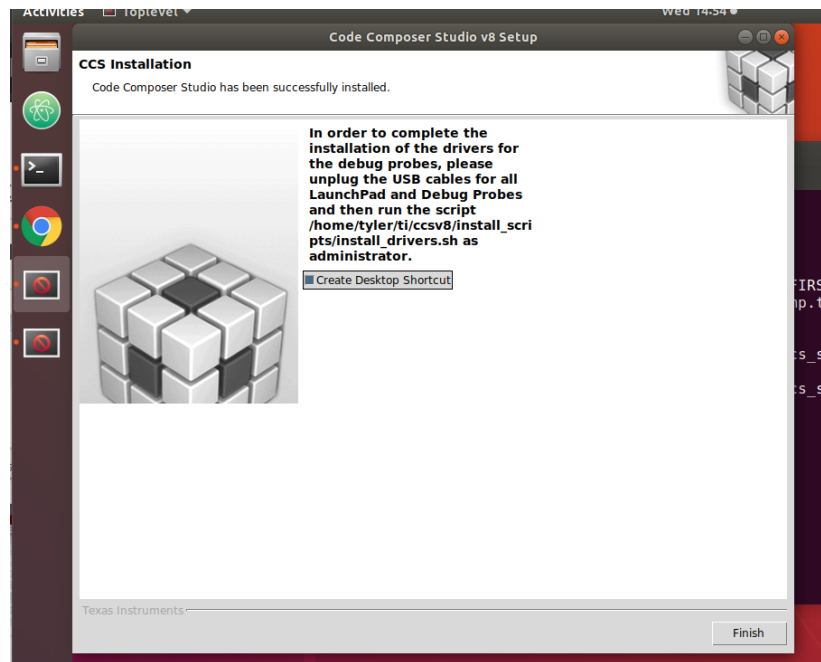 Activities Toplevel Wed 14:54
Code Composer Studio v8 Setup
CCS Installation
Code Composer Studio has been successfully installed.
In order to complete the
installation of the drivers for
the debug probes, please
unplug the USB cables for all
LaunchPad and Debug Probes
and then run the script
/home/tyler/ti/ccsv8/install_scri
pts/install_drivers.sh as
administrator.
Create Desktop Shortcut
Texas Instruments
Finish